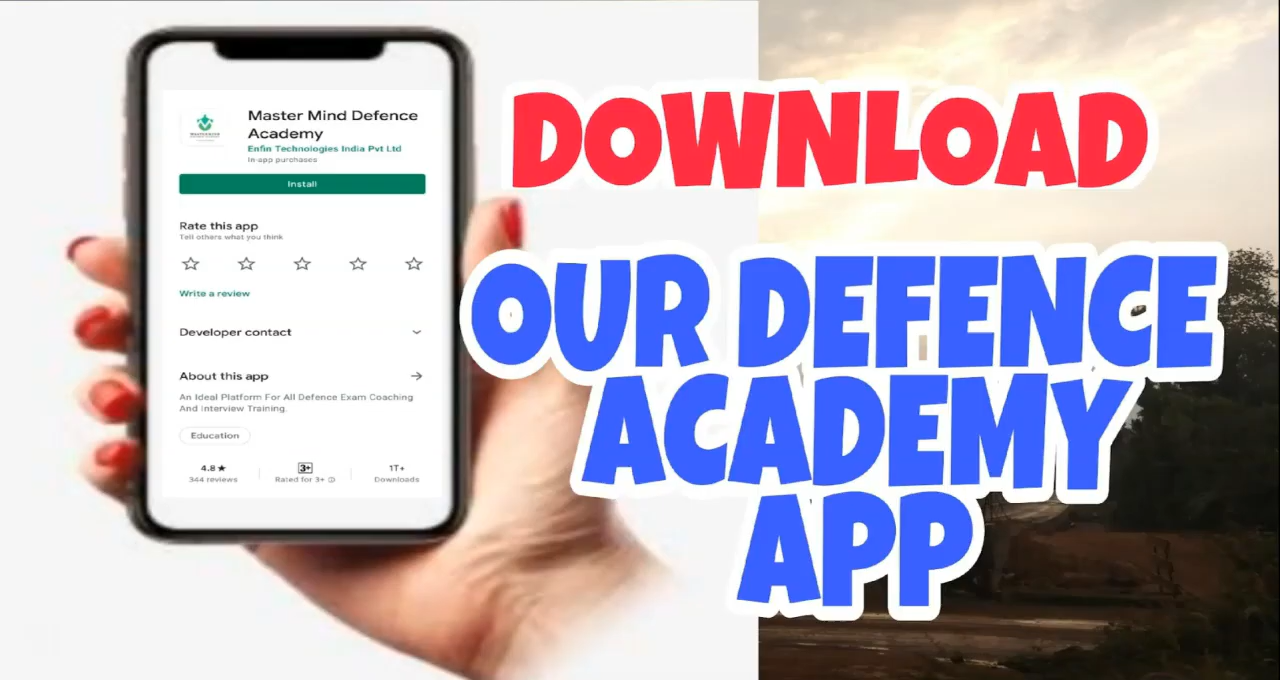 Master Mind Defence
Academy
Enfin Technologies India Pvt Ltd
In-app purchases
Install
Rate this app
Tell others what you think
Write a review
Developer contact
About this app
An Ideal Platform For All Defence Exam Coaching
And Interview Training.
Education
4.8★ 3+ 1T+
344 reviews Rated for 3+ Downloads
DOWNLOAD
OUR DEFENCE
ACADEMY
APP